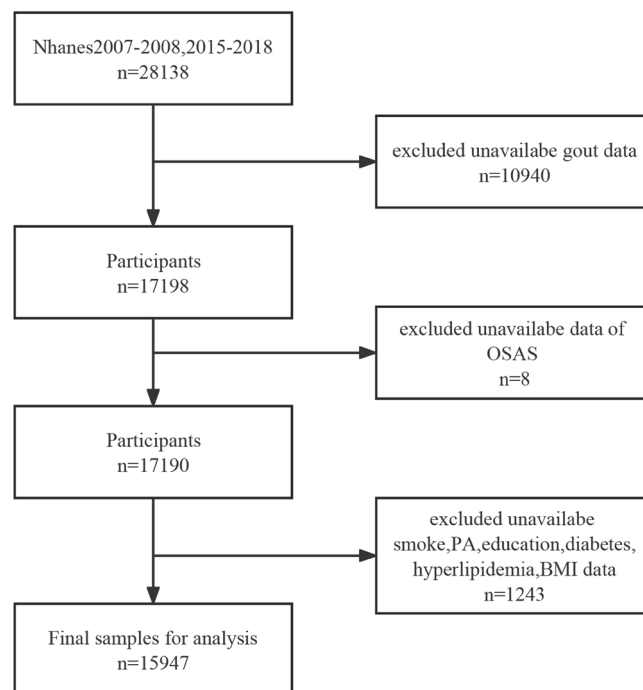 Nhanes2007-2008,2015-2018
n=28138
excluded unavailabe gout data
n=10940
Participants
n=17198
excluded unavailabe data of
OSAS
n=8
Participants
n=17190
excluded unavailabe
smoke,PA,education,diabetes,
hyperlipidemia,BMI data
n=1243
Final samples for analysis
n=15947